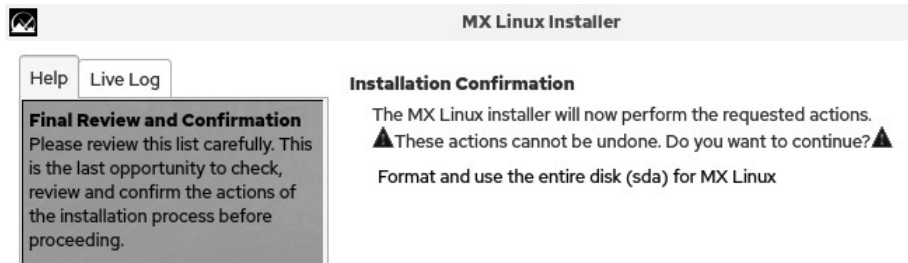 MX Linux Installer
Help
Live Log
Final Review and Confirmation
Please review this list carefully. This
is the last opportunity to check,
review and confirm the actions of
the installation process before
proceeding.
Installation Confirmation
The MX Linux installer will now perform the requested actions.
These actions cannot be undone. Do you want to continue?
Format and use the entire disk (sda) for MX Linux